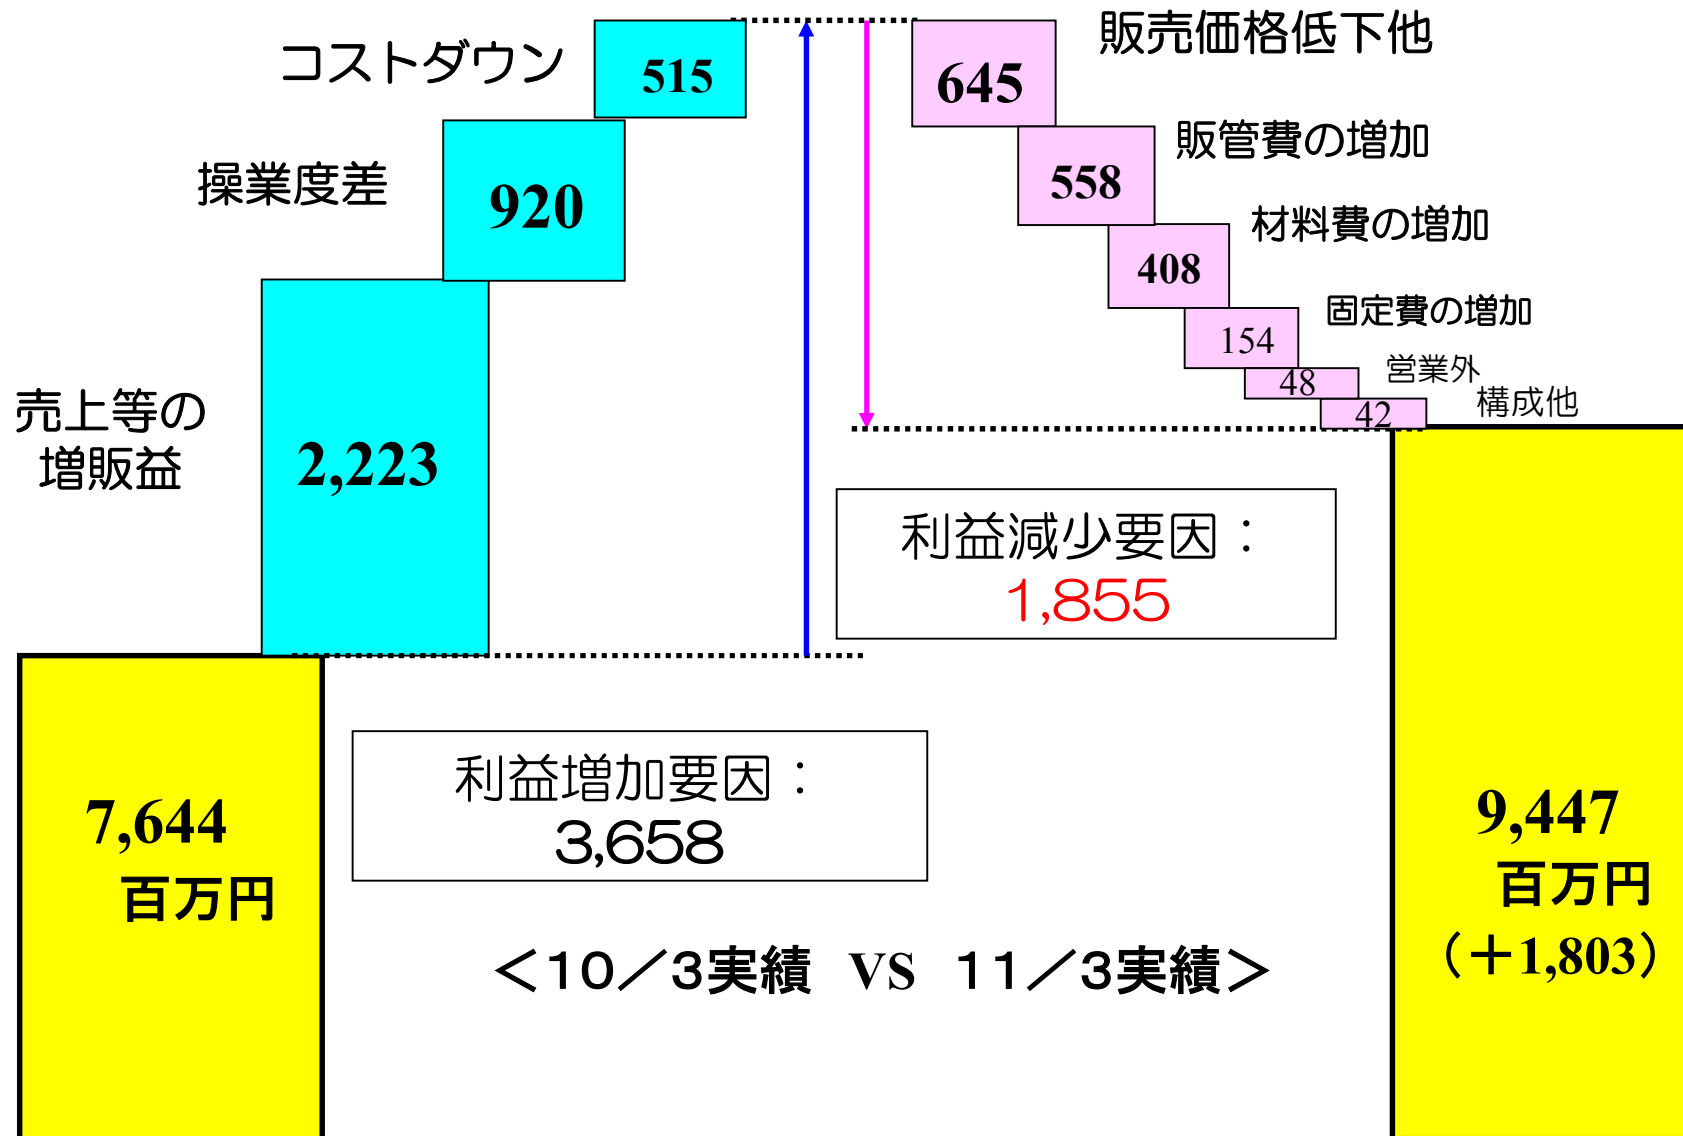 コストダウン
515
操業度差
920
売上等の
増販益
2,223
7,644
百万円
販売価格低下他
645
販管費の増加
558
材料費の増加
408
固定費の増加
154
営業外
48
構成他
42
利益減少要因：
1,855
利益増加要因：
3,658
9,447
百万円
（＋1,803）
＜１０／３実績　VS　１１／３実績＞